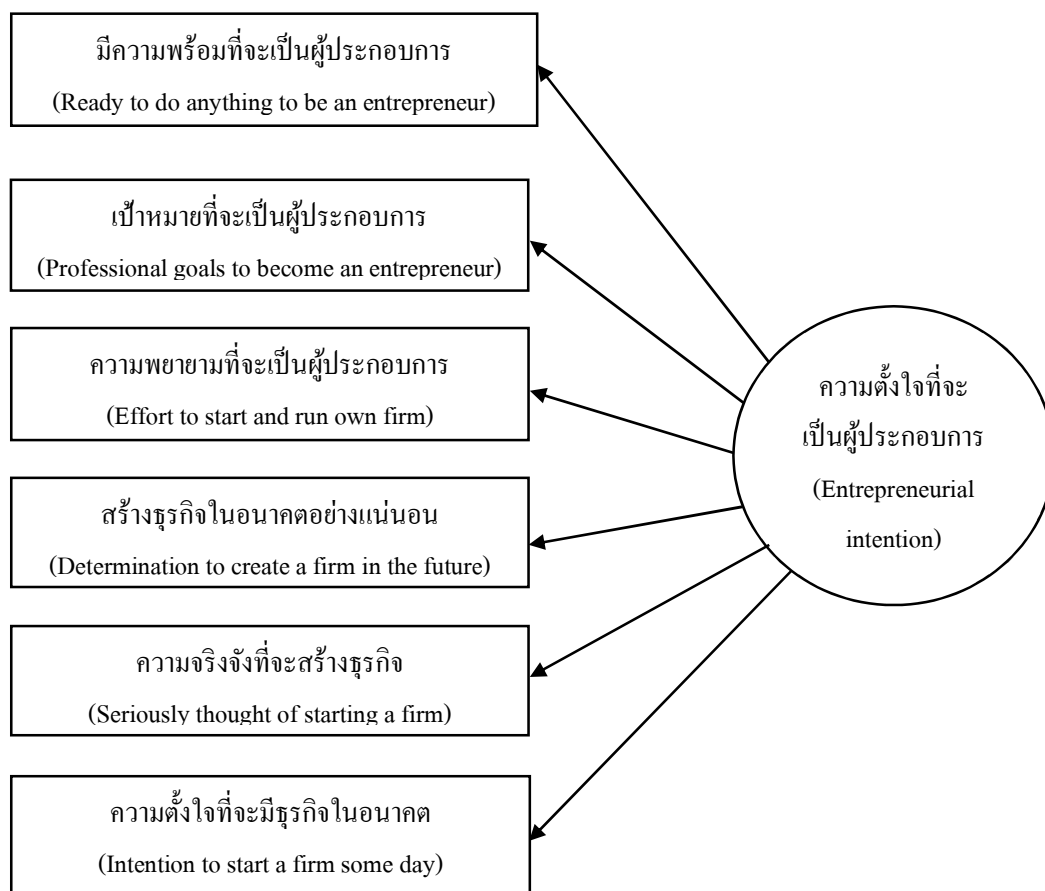 มีความพร้อมที่จะเป็นผู้ประกอบการ
(Ready to do anything to be an entrepreneur)
เป้าหมายที่จะเป็นผู้ประกอบการ
(Professional goals to become an entrepreneur)
ความพยายามที่จะเป็นผู้ประกอบการ
(Effort to start and run own firm)
สร้างธุรกิจในอนาคตอย่างแน่นอน
(Determination to create a firm in the future)
ความจริงจังที่จะสร้างธุรกิจ
(Seriously thought of starting a firm)
ความตั้งใจที่จะมีธุรกิจในอนาคต
(Intention to start a firm some day)
ความตั้งใจที่จะ
เป็นผู้ประกอบการ
(Entrepreneurial
intention)